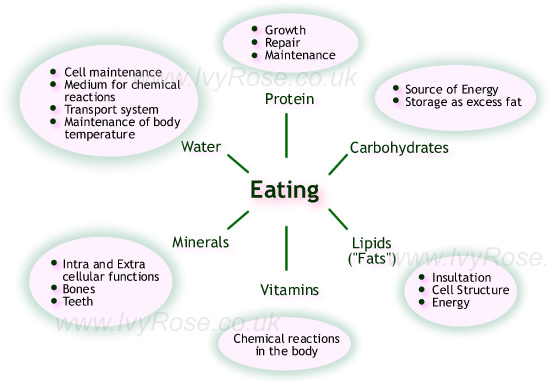 Growth
Repair
Maintenance
Protein
Cell maintenance
Medium for chemical
reactions
Transport system
Maintenance of body
temperature
Water
Source of Energy
Storage as excess fat
Carbohydrates
Eating
Minerals
Intra and Extra
cellular functions
Bones
Teeth
Lipids
("Fats")
Insultation
Cell Structure
Energy
Vitamins
Chemical reactions
in the body
www.IvyRose.co.uk
www.IvyRose.
www.IvyRose.co.uk